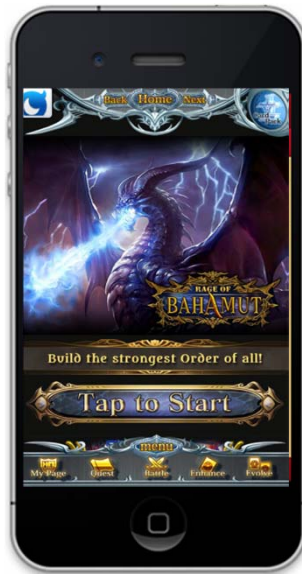 Back Home Next
RAGE OF
BAHAMUT
Build the strongest Order of all!
Tap to Start
menu
My Page Quest Battle Enhance Evolve